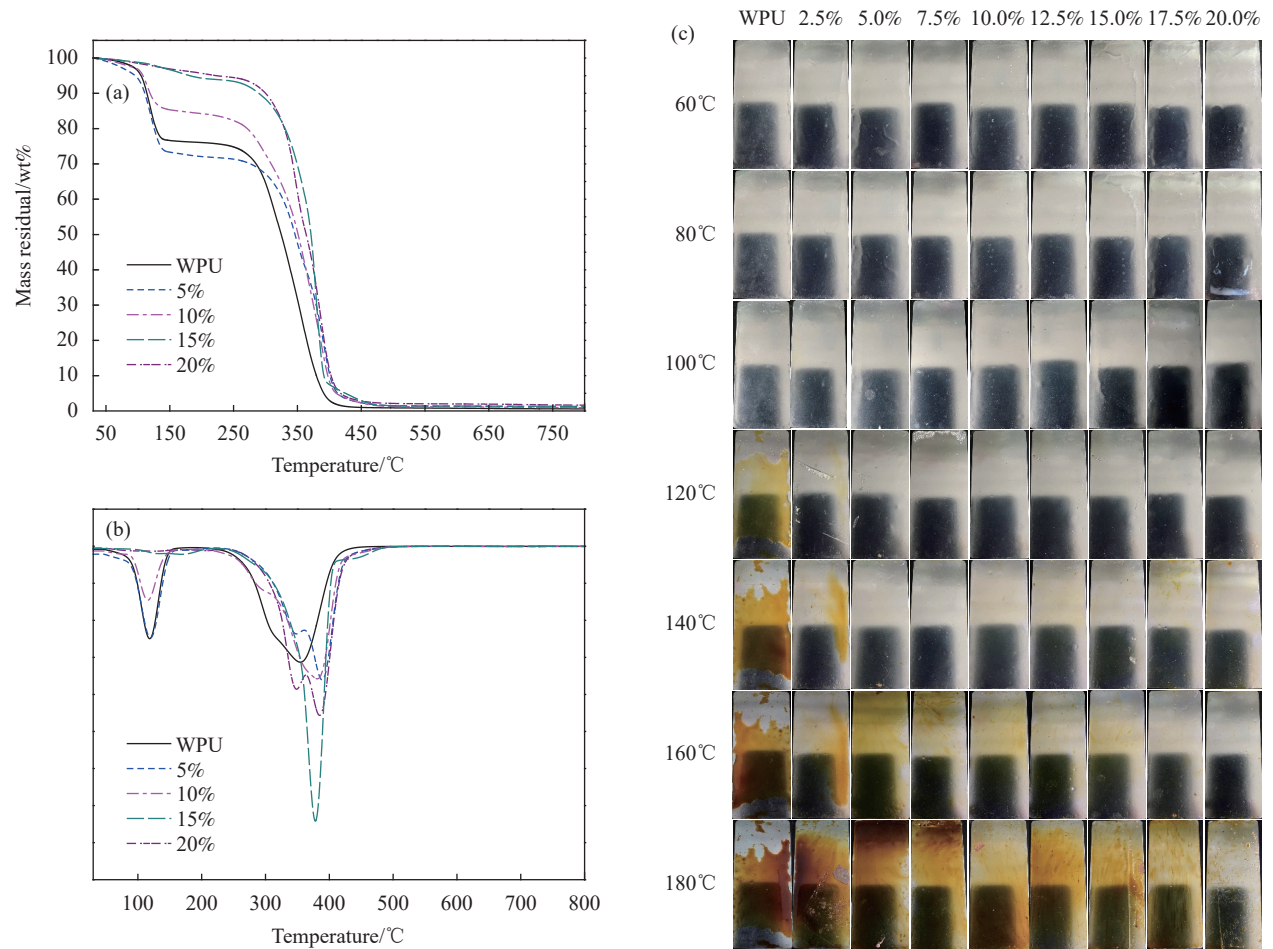 (a)
Mass residual/wt%
100
90
80
70
60
50
40
30
20
10
0
WPU
5%
10%
15%
20%
50 150 250 350 450 550 650 750
Temperature/℃
(b)
WPU
5%
10%
15%
20%
100 200 300 400 500 600 700 800
Temperature/℃
(c)
WPU 2.5% 5.0% 7.5% 10.0% 12.5% 15.0% 17.5% 20.0%
60℃
80℃
100℃
120℃
140℃
160℃
180℃